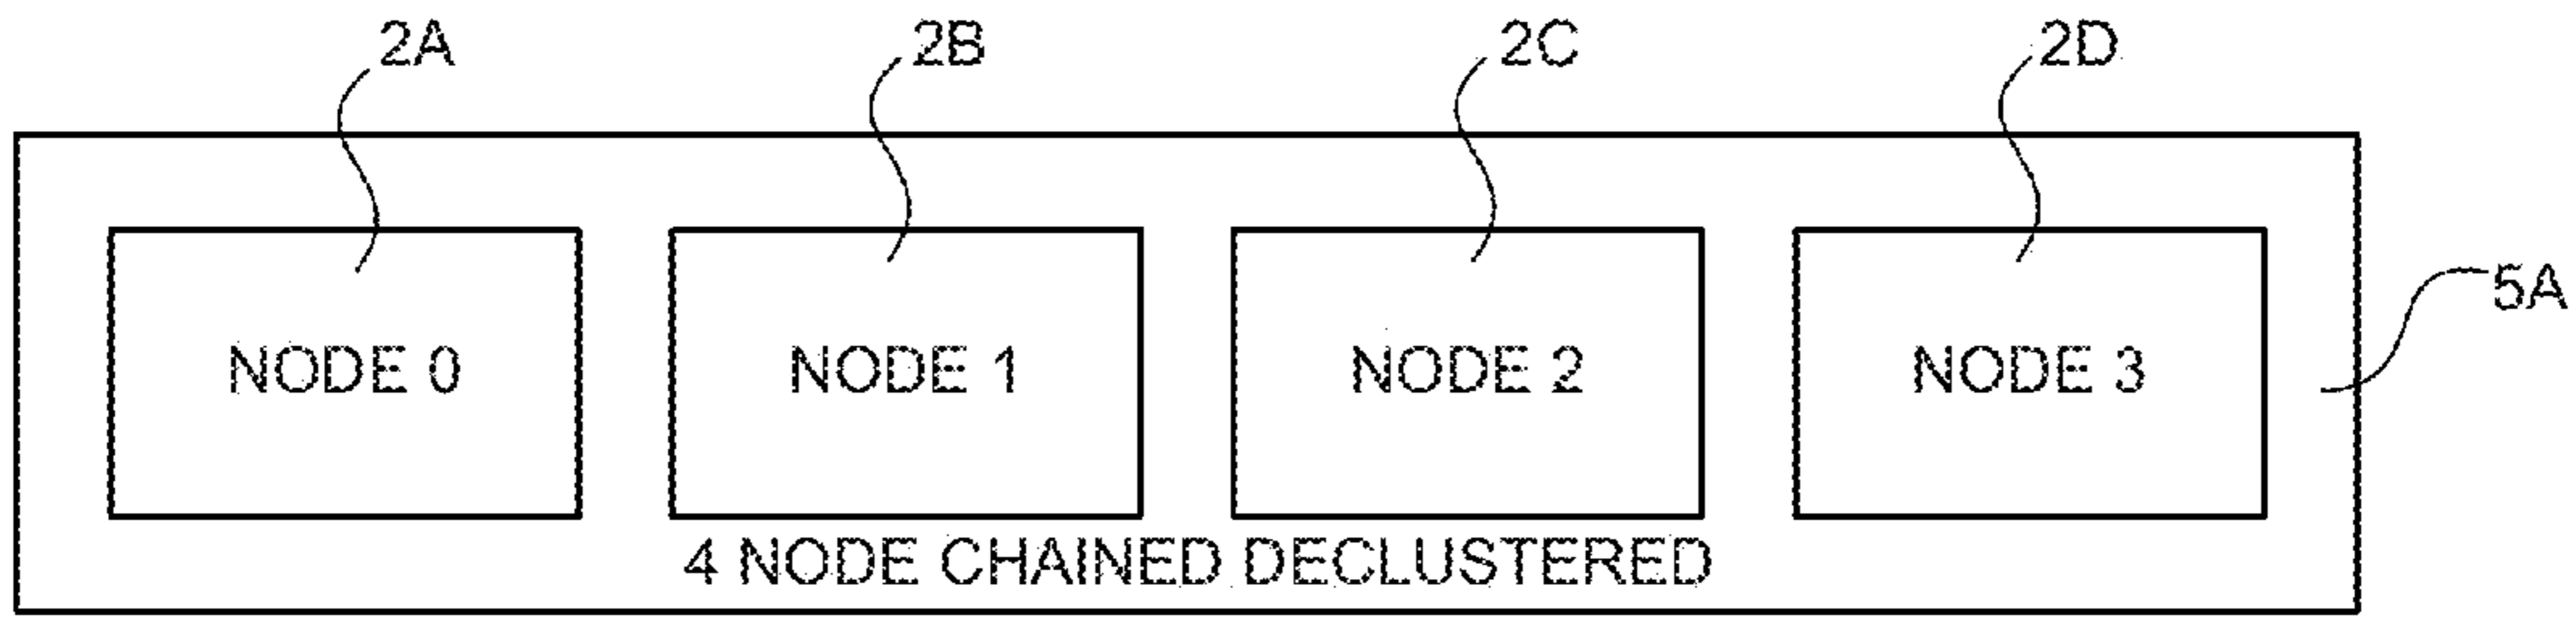 2A 2B 2C 2D
5A
NODE 0 NODE 1 NODE 2 NODE 3
4 NODE CHAINED DECLUSTERED